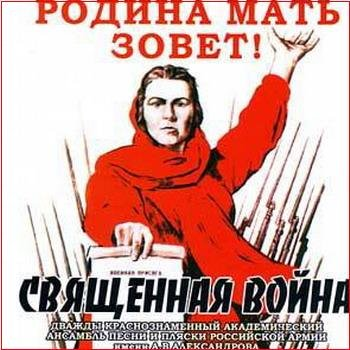 РОДИНА МАТЬ
ЗОВЕТ!
ВОЕННАЯ ПРИСЯГА
СВЯЩЕННАЯ ВОЙНА
ДВАЖДЫ КРАСНОЗНАМЕННЫЙ АКАДЕМИЧЕСКИЙ
АНСАМБЛЬ ПЕСНИ И ПЛЯСКИ РОССИЙСКОЙ АРМИИ
имени А.В.АЛЕКСАНДРОВА